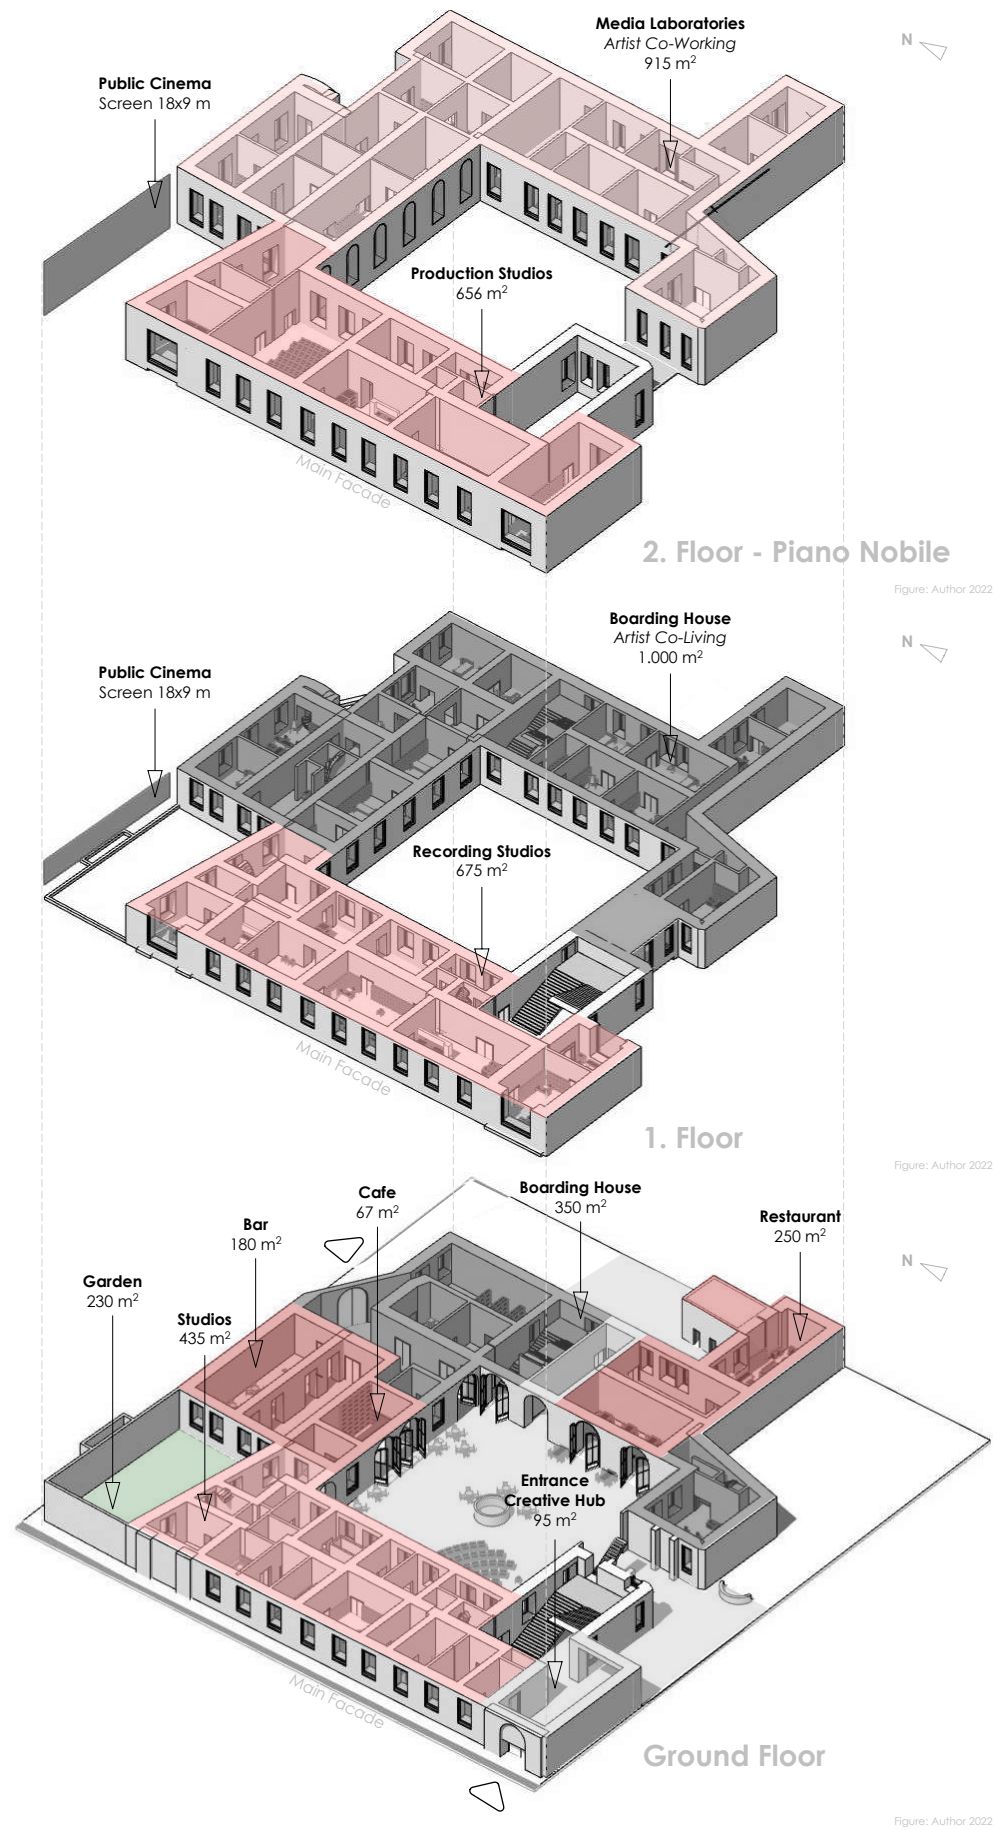 Media Laboratories
Artist Co-Working
915 m²
N
Public Cinema
Screen 18x9 m
Production Studios
656 m²
Main Facade
2. Floor - Piano Nobile
Figure: Author 2022
Boarding House
Artist Co-Living
1.000 m²
N
Public Cinema
Screen 18x9 m
Recording Studios
675 m²
Main Facade
1. Floor
Figure: Author 2022
Boarding House
350 m²
Cafe
67 m²
Restaurant
250 m²
Bar
180 m²
N
Garden
230 m²
Studios
435 m²
Entrance
Creative Hub
95 m²
Main Facade
Ground Floor
Figure: Author 2022